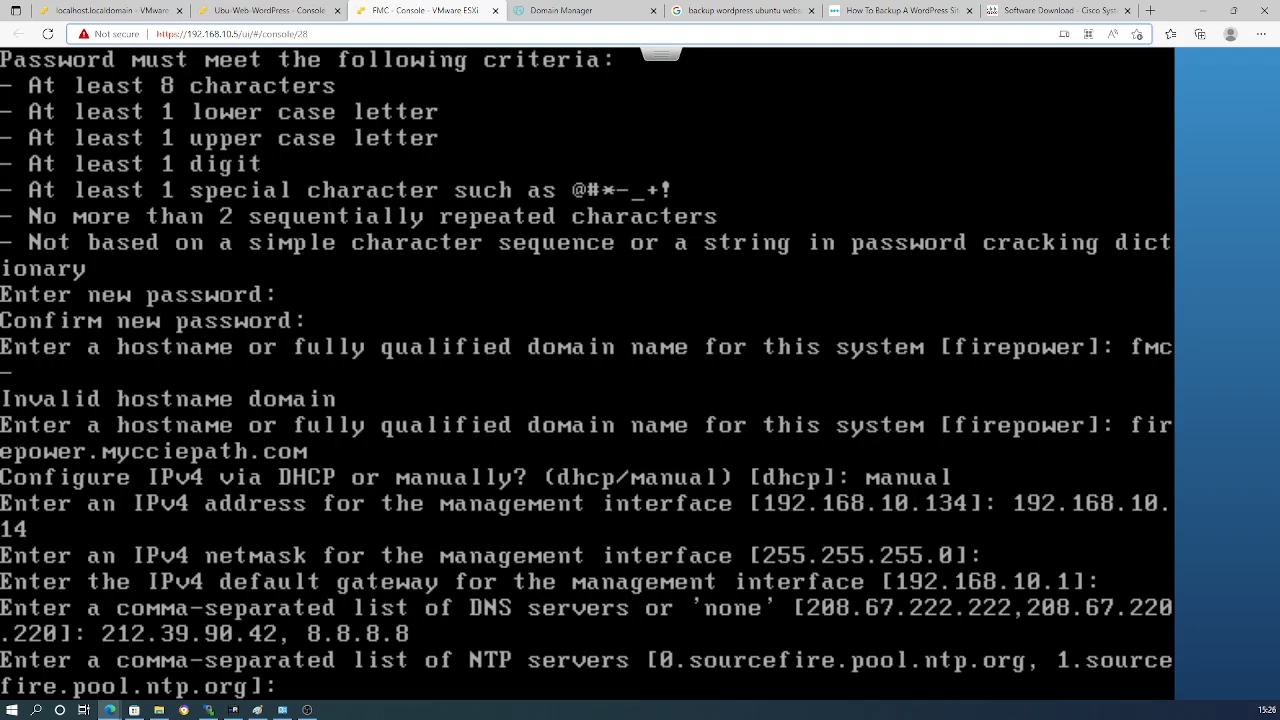 localhost.localdomain - VMware
Ubu-Web-WordPress - Console
FMC - Console - VMware ESXi
Domain Manager
backup wordpress ubuntu webs
How To Backup A WordPress Sit
Software Download - Cisco Syst
Not secure
https://192.168.10.5/ui/#/console/28
Password must meet the following criteria:
- At least 8 characters
- At least 1 lower case letter
- At least 1 upper case letter
- At least 1 digit
- At least 1 special character such as @#*-_+!
- No more than 2 sequentially repeated characters
- Not based on a simple character sequence or a string in password cracking dict
ionary
Enter new password:
Confirm new password:
Enter a hostname or fully qualified domain name for this system [firepower]: fmc
-
Invalid hostname domain
Enter a hostname or fully qualified domain name for this system [firepower]: fir
epower.mycciepath.com
Configure IPv4 via DHCP or manually? (dhcp/manual) [dhcp]: manual
Enter an IPv4 address for the management interface [192.168.10.134]: 192.168.10.
14
Enter an IPv4 netmask for the management interface [255.255.255.0]:
Enter the IPv4 default gateway for the management interface [192.168.10.1]:
Enter a comma-separated list of DNS servers or 'none' [208.67.222.222,208.67.220
.220]: 212.39.90.42, 8.8.8.8
Enter a comma-separated list of NTP servers [0.sourcefire.pool.ntp.org, 1.source
fire.pool.ntp.org]:
15:26